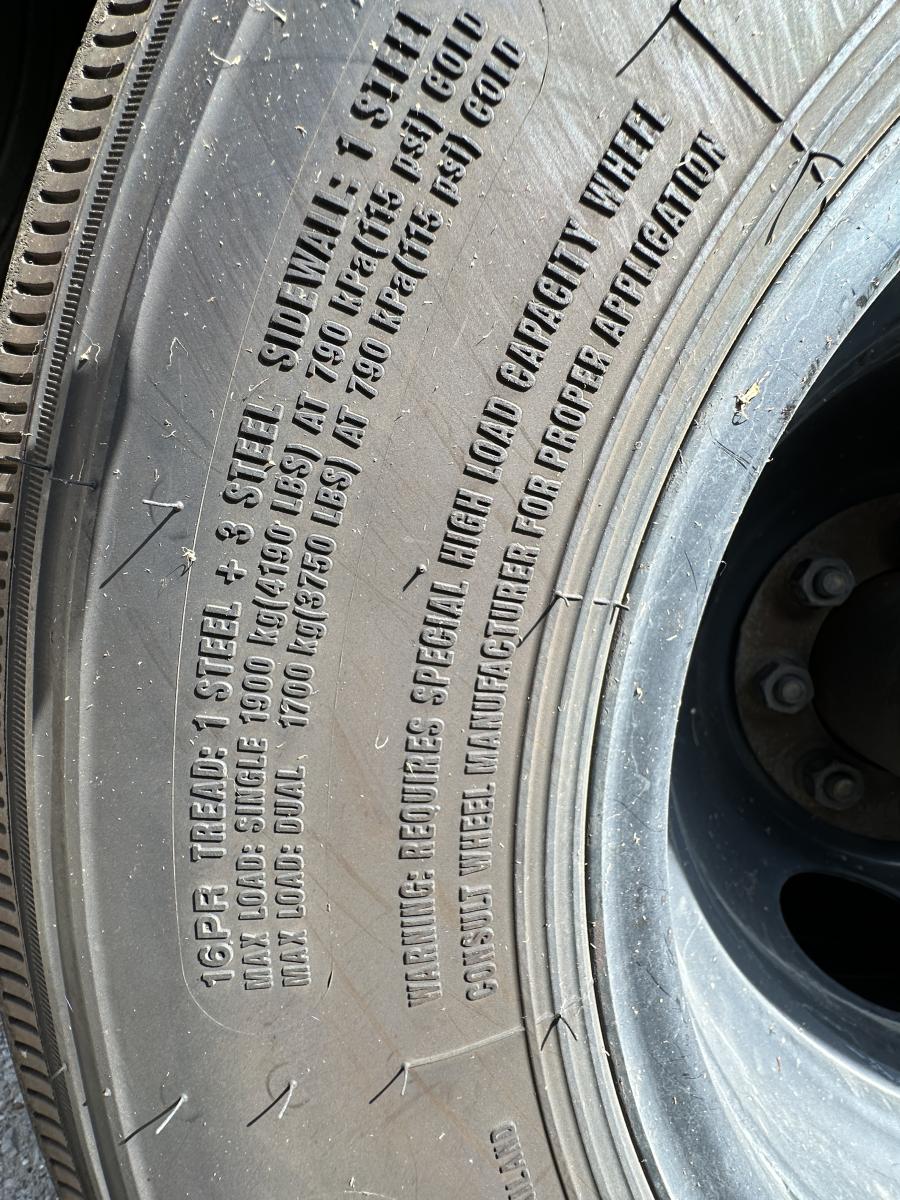 16PR TREAD: 1 STEEL + 3 STEEL SIDEWALL: 1 STEEL
MAX LOAD: SINGLE 1900 kg(4190 LBS) AT 790 kPa(115 psi) COLD
MAX LOAD: DUAL 1700 kg(3750 LBS) AT 790 kPa(115 psi) COLD
WARNING: REQUIRES SPECIAL HIGH LOAD CAPACITY WHEEL
CONSULT WHEEL MANUFACTURER FOR PROPER APPLICATION